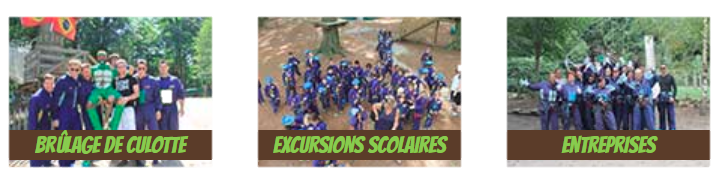 BRÛLAGE DE CULOTTE
EXCURSIONS SCOLAIRES
ENTREPRISES